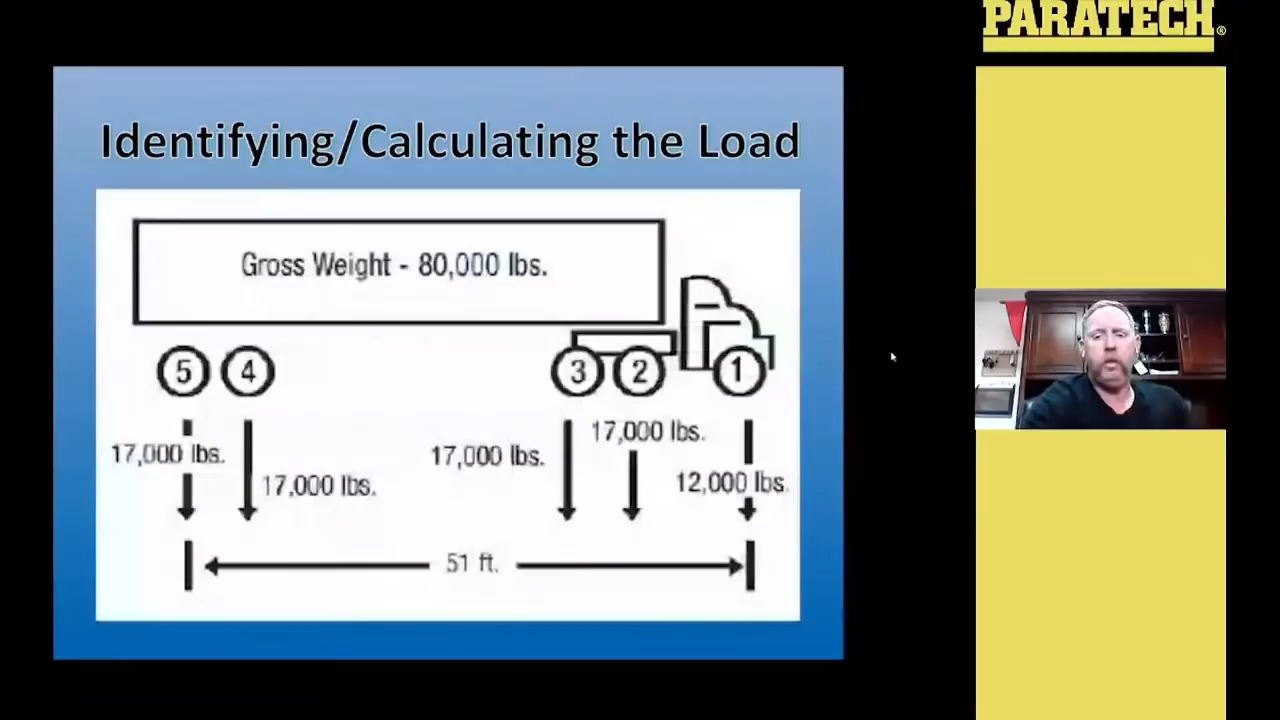 PARATECH®
Identifying/Calculating the Load
Gross Weight - 80,000 lbs.
5 4 3 2 1
17,000 lbs.
17,000 lbs.
17,000 lbs.
17,000 lbs.
12,000 lbs.
51 ft.